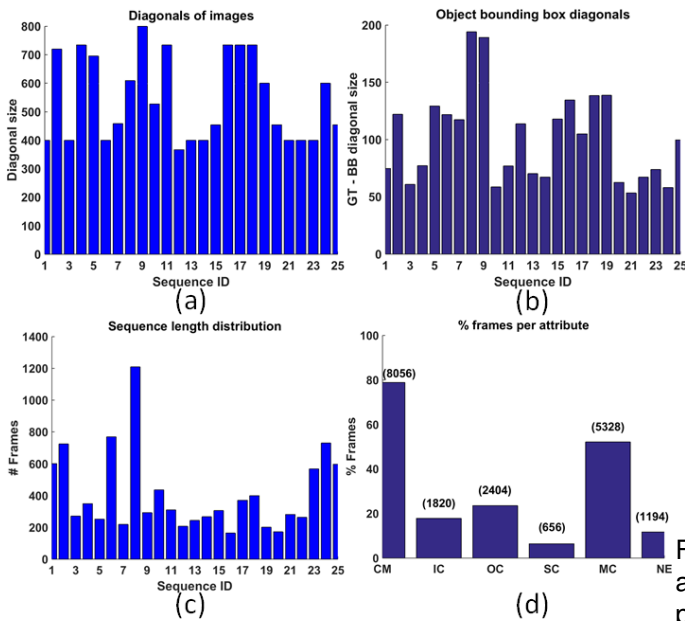 Diagonals of images
Diagonal size
800
700
600
500
400
300
200
100
0
1 3 5 7 9 11 13 15 17 19 21 23 25
Sequence ID
(a)
Object bounding box diagonals
GT - BB diagonal size
200
150
100
50
0
1 3 5 7 9 11 13 15 17 19 21 23 25
Sequence ID
(b)
Sequence length distribution
# Frames
1400
1200
1000
800
600
400
200
0
1 3 5 7 9 11 13 15 17 19 21 23 25
Sequence ID
(c)
% frames per attribute
% Frames
100
80
60
40
20
0
(8056)
(1820)
(2404)
(656)
(5328)
(1194)
CM IC OC SC MC NE
(d)
F
a
p